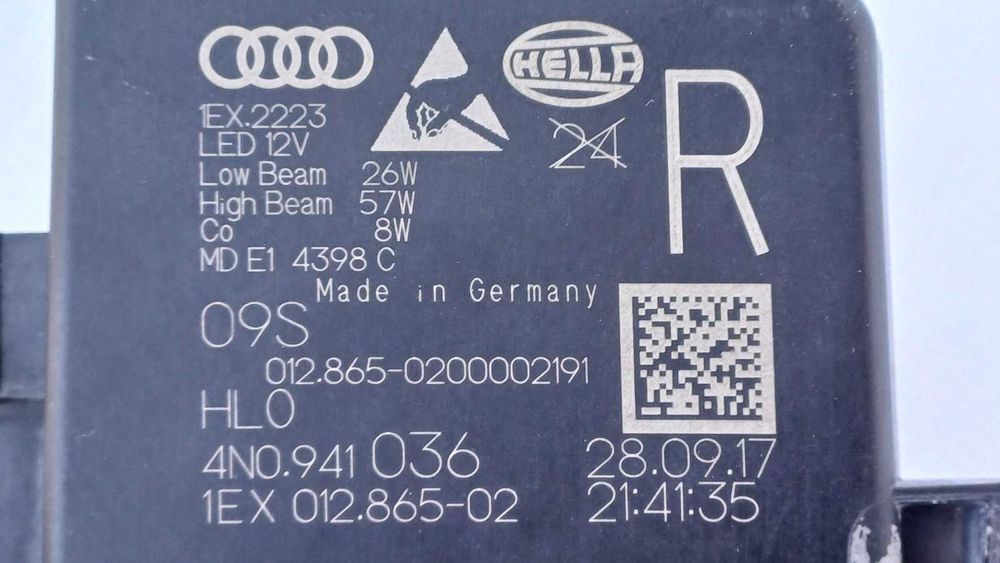 HELLA
R
24
1EX.2223
LED 12V
Low Beam 26W
High Beam 57W
Co 8W
MD E1 4398 C
Made in Germany
09S
012.865-0200002191
HL0
4N0.941 036 28.09.17
1EX 012.865-02 21:41:35